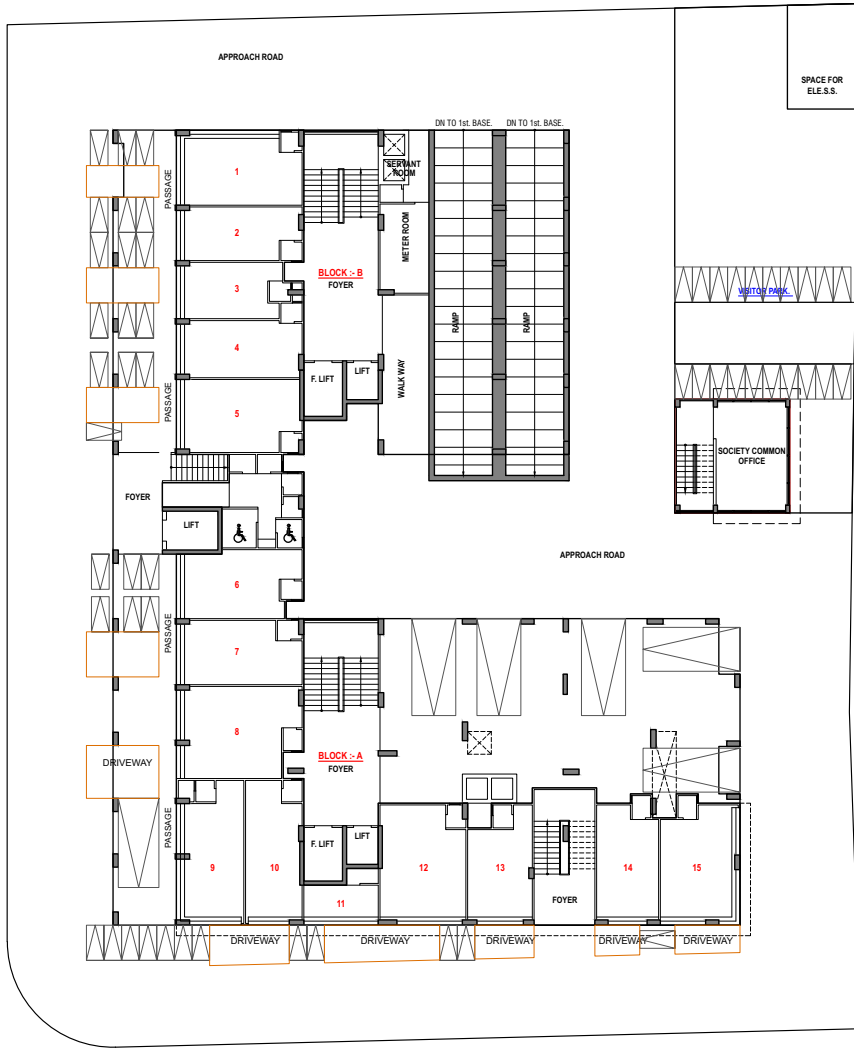 APPROACH ROAD
SPACE FOR
ELE.S.S.
DN TO 1st. BASE.
DN TO 1st. BASE.
SERVANT
ROOM
1
PASSAGE
2
METER ROOM
BLOCK :- B
FOYER
3
VISITOR PARK.
RAMP
RAMP
4
F. LIFT
LIFT
WALK WAY
PASSAGE
5
SOCIETY COMMON
OFFICE
FOYER
LIFT
APPROACH ROAD
6
PASSAGE
7
8
BLOCK :- A
FOYER
DRIVEWAY
PASSAGE
F. LIFT
LIFT
9
10
12
13
14
15
11
FOYER
DRIVEWAY
DRIVEWAY
DRIVEWAY
DRIVEWAY
DRIVEWAY